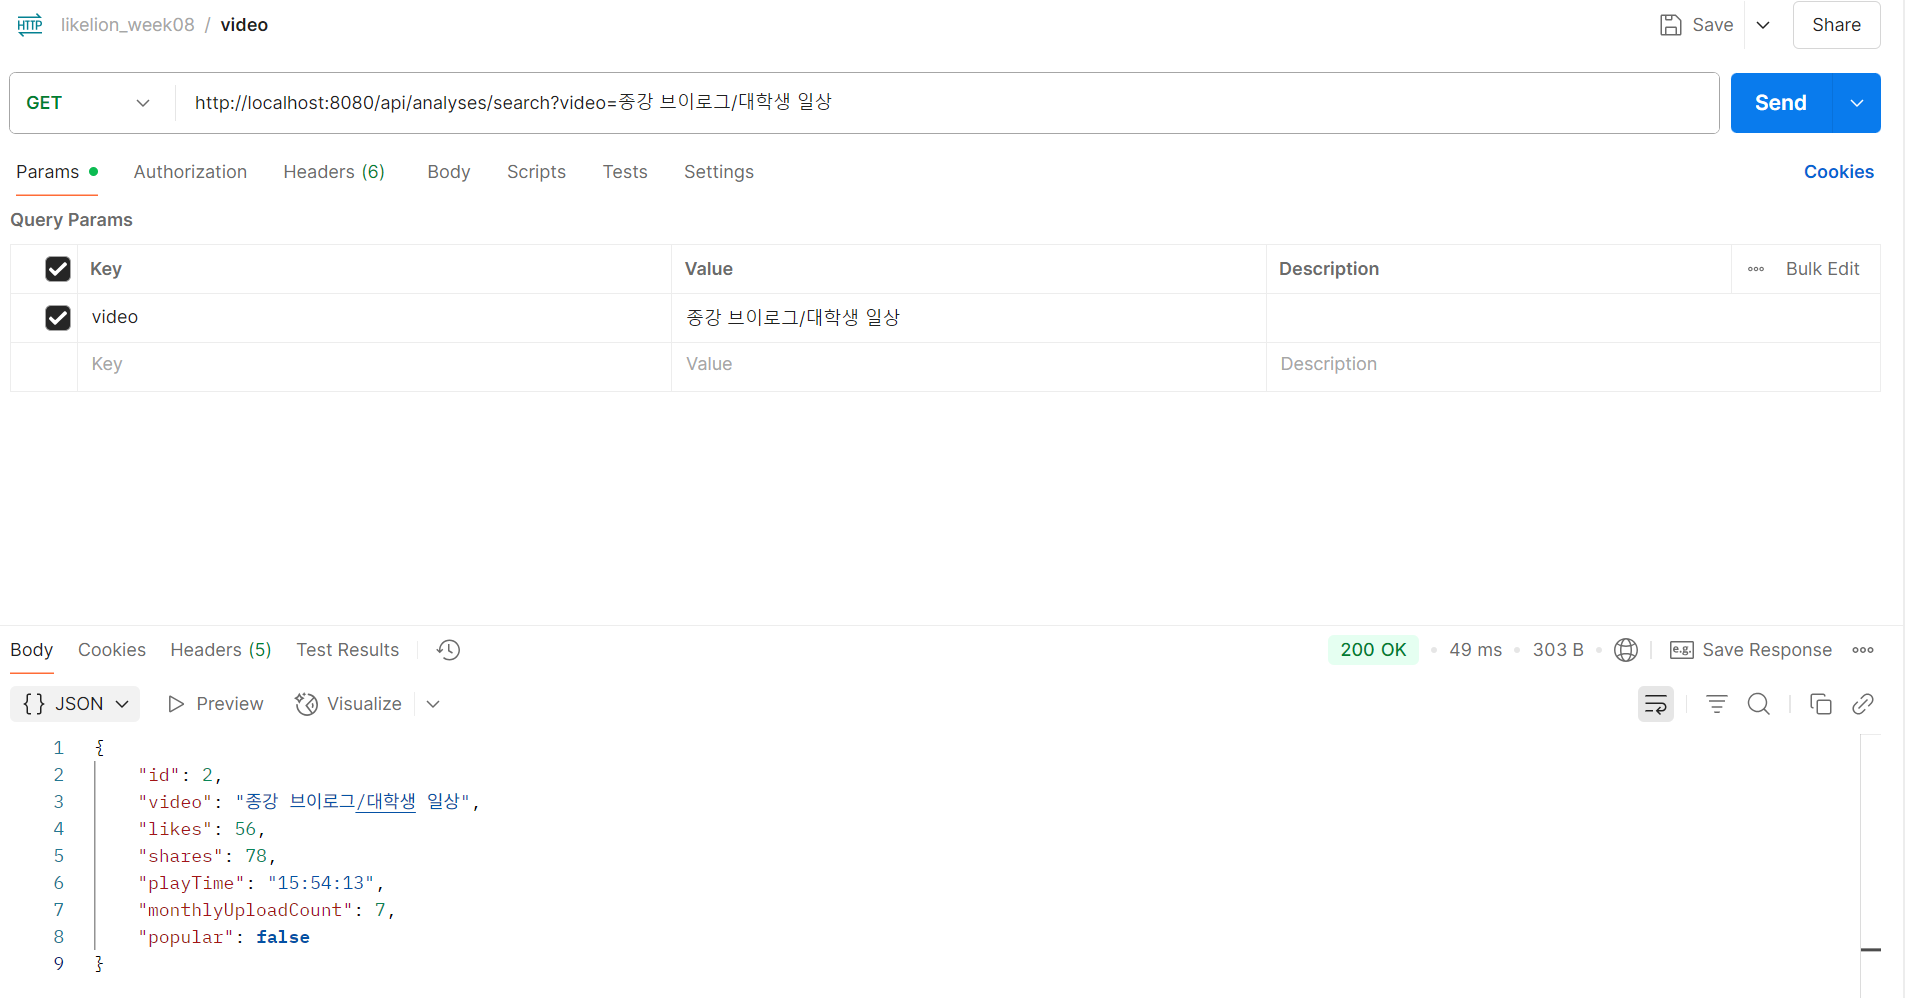 HTTP likelion_week08 / video Save Share
GET http://localhost:8080/api/analyses/search?video=종강 브이로그/대학생 일상 Send
Params Authorization Headers (6) Body Scripts Tests Settings Cookies
Query Params
Key Value Description Bulk Edit
video 종강 브이로그/대학생 일상
Key Value Description
Body Cookies Headers (5) Test Results 200 OK • 49 ms • 303 B • e.g. Save Response
{} JSON Preview Visualize
1 {
2 "id": 2,
3 "video": "종강 브이로그/대학생 일상",
4 "likes": 56,
5 "shares": 78,
6 "playTime": "15:54:13",
7 "monthlyUploadCount": 7,
8 "popular": false
9 }